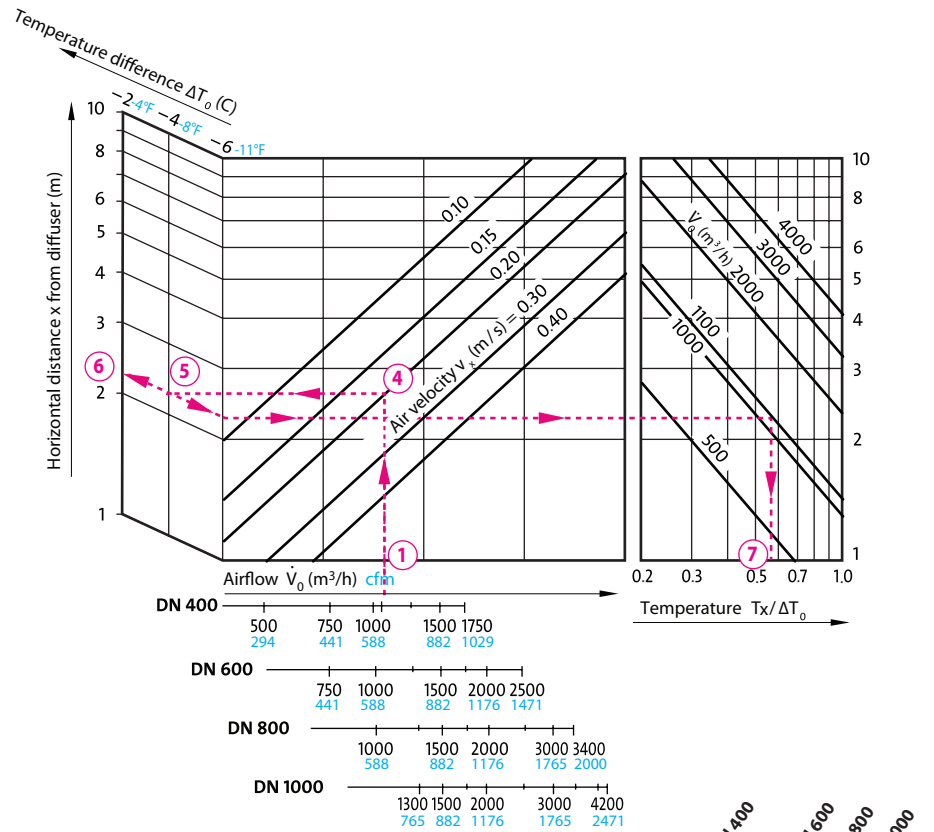 Temperature difference ΔT₀ (C)
−2 -4°F −4 -8°F −6 -11°F
Horizontal distance x from diffuser (m)
10
8
6
5
4
3
2
1
0.10
0.15
0.20
Air velocity vₓ (m / s) = 0.30
0.40
6
5
4
1
7
V̇₀ (m³/h) 2000
3000
4000
1100
1000
500
10
8
6
5
4
3
2
1
0.2 0.3 0.5 0.7 1.0
Temperature Tx/ ΔT₀
Airflow V̇₀ (m³/h) cfm
DN 400
500 750 1000 1500 1750
294 441 588 882 1029
DN 600
750 1000 1500 2000 2500
441 588 882 1176 1471
DN 800
1000 1500 2000 3000 3400
588 882 1176 1765 2000
DN 1000
1300 1500 2000 3000 4200
765 882 1176 1765 2471